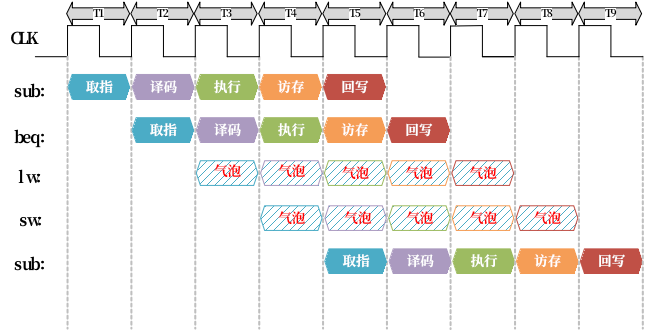 T1 T2 T3 T4 T5 T6 T7 T8 T9
CLK
sub: 取指 译码 执行 访存 回写
beq: 取指 译码 执行 访存 回写
lw: 气泡 气泡 气泡 气泡 气泡
sw: 气泡 气泡 气泡 气泡 气泡
sub: 取指 译码 执行 访存 回写